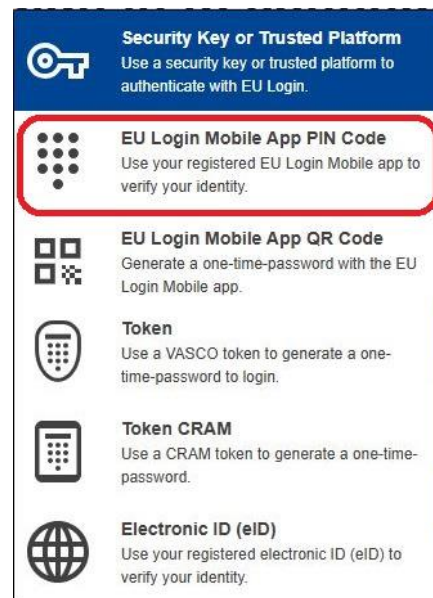 Security Key or Trusted Platform
Use a security key or trusted platform to
authenticate with EU Login.
EU Login Mobile App PIN Code
Use your registered EU Login Mobile app to
verify your identity.
EU Login Mobile App QR Code
Generate a one-time-password with the EU
Login Mobile app.
Token
Use a VASCO token to generate a one-
time-password to login.
Token CRAM
Use a CRAM token to generate a one-time-
password.
Electronic ID (eID)
Use your registered electronic ID (eID) to
verify your identity.